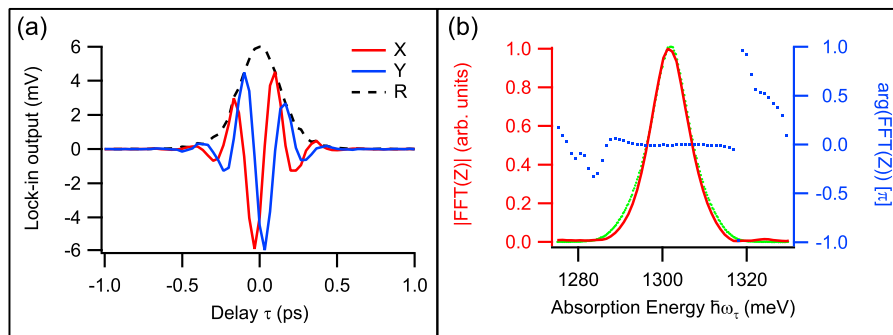 (a)
Lock-in output (mV)
6
4
2
0
-2
-4
-6
X
Y
R
-1.0
-0.5
0.0
0.5
1.0
Delay τ (ps)
(b)
|FFT(Z)| (arb. units)
1.0
0.8
0.6
0.4
0.2
0.0
1280
1300
1320
Absorption Energy ħωτ (meV)
1.0
0.5
0.0
-0.5
-1.0
arg(FFT(Z)) [π]